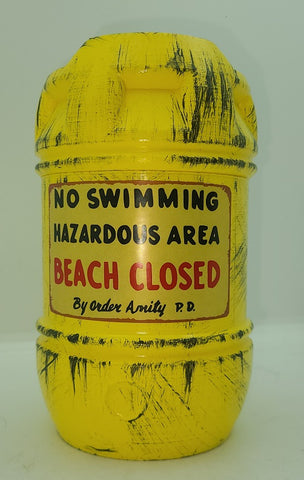 NO SWIMMING
HAZARDOUS AREA
BEACH CLOSED
By order Amity P.D.